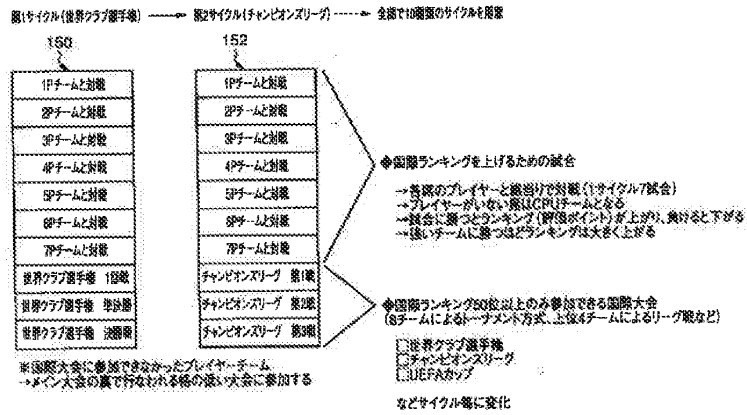 第1サイクル(世界クラブ選手権) → 第2サイクル(チャンピオンズリーグ) ----→ 全部で10種類のサイクルを用意
150
152
1Pチームと対戦
2Pチームと対戦
3Pチームと対戦
4Pチームと対戦
5Pチームと対戦
6Pチームと対戦
7Pチームと対戦
世界クラブ選手権 1回戦
世界クラブ選手権 準決勝
世界クラブ選手権 決勝戦
1Pチームと対戦
2Pチームと対戦
3Pチームと対戦
4Pチームと対戦
5Pチームと対戦
6Pチームと対戦
7Pチームと対戦
チャンピオンズリーグ 第1戦
チャンピオンズリーグ 第2戦
チャンピオンズリーグ 第3戦
◆国際ランキングを上げるための試合
→各席のプレイヤーと総当りで対戦(1サイクル7試合)
→プレイヤーがいない席はCPUチームとなる
→試合に勝つとランキング(評価ポイント)が上がり、負けると下がる
→強いチームに勝つほどランキングは大きく上がる
◆国際ランキング50位以上のみ参加できる国際大会
(8チームによるトーナメント方式、上位4チームによるリーグ戦など)
□世界クラブ選手権
□チャンピオンズリーグ
□UEFAカップ
などサイクル毎に変化
※国際大会に参加できなかったプレイヤーチーム
→メイン大会の裏で行なわれる格の低い大会に参加する